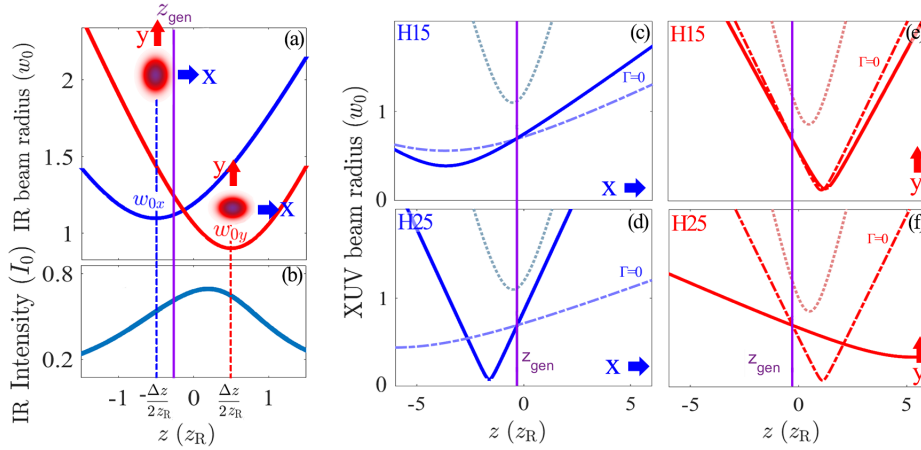 z_gen
(a)
y
X
2
1.5
1
IR beam radius (w_0)
w_0x
y
X
w_0y
(b)
0.8
0.2
IR Intensity (I_0)
-1
-Δz/2z_R
Δz/2z_R
1
z (z_R)
H15
(c)
Γ=0
1
0
X
H25
(d)
Γ=0
1
0
z_gen
X
XUV beam radius (w_0)
-5
0
5
z (z_R)
H15
(e)
Γ=0
y
H25
(f)
Γ=0
z_gen
y
-5
0
5
z (z_R)